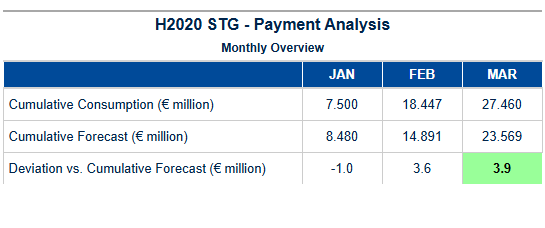 H2020 STG - Payment Analysis
Monthly Overview
JAN FEB MAR
Cumulative Consumption (€ million) 7.500 18.447 27.460
Cumulative Forecast (€ million) 8.480 14.891 23.569
Deviation vs. Cumulative Forecast (€ million) -1.0 3.6 3.9